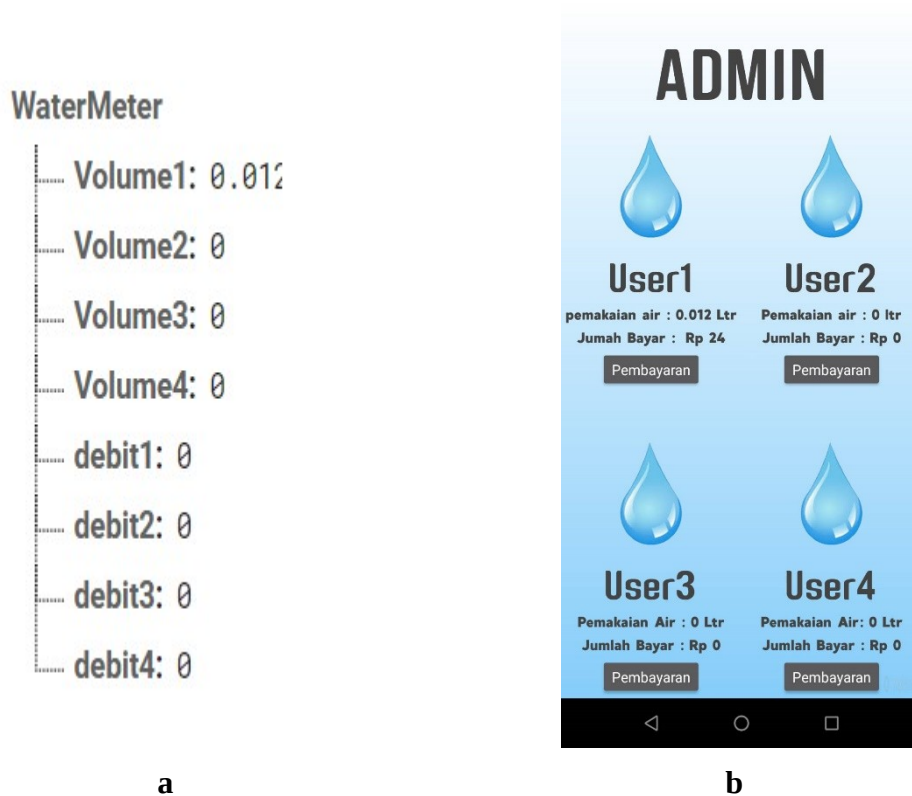 WaterMeter
Volume1: 0.012
Volume2: 0
Volume3: 0
Volume4: 0
debit1: 0
debit2: 0
debit3: 0
debit4: 0
ADMIN
User1
pemakaian air : 0.012 Ltr
Jumah Bayar : Rp 24
Pembayaran
User2
Pemakaian air : 0 ltr
Jumlah Bayar : Rp 0
Pembayaran
User3
Pemakaian Air : 0 Ltr
Jumlah Bayar : Rp 0
Pembayaran
User4
Pemakaian Air: 0 Ltr
Jumlah Bayar : Rp 0
Pembayaran
a
b